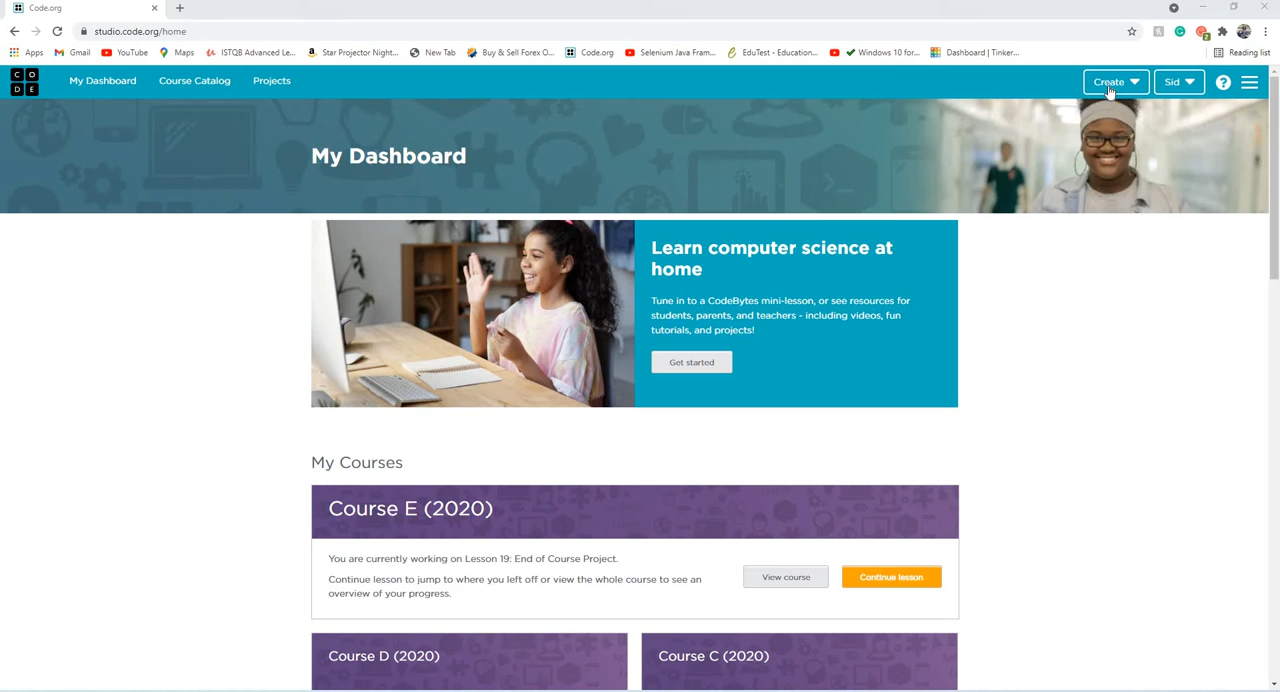 Code.org
studio.code.org/home
Apps Gmail YouTube Maps ISTQB Advanced Le... Star Projector Night... New Tab Buy & Sell Forex O... Code.org Selenium Java Fram... EduTest - Education... Windows 10 for... Dashboard | Tinker... Reading list
C O
D E
My Dashboard Course Catalog Projects Create Sid ?
My Dashboard
Learn computer science at
home
Tune in to a CodeBytes mini-lesson, or see resources for
students, parents, and teachers - including videos, fun
tutorials, and projects!
Get started
My Courses
Course E (2020)
You are currently working on Lesson 19: End of Course Project.
Continue lesson to jump to where you left off or view the whole course to see an
overview of your progress.
View course Continue lesson
Course D (2020) Course C (2020)